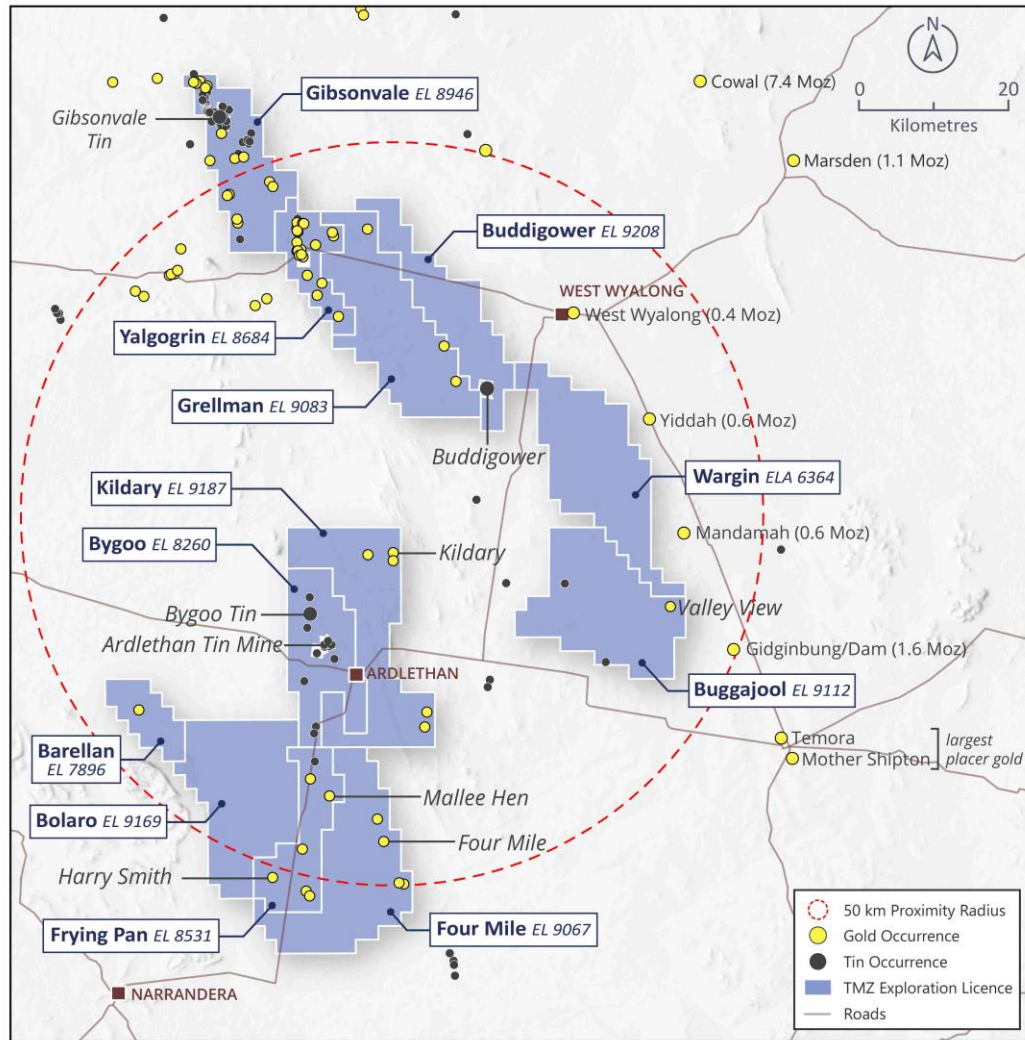 N
0 20
Kilometres
Gibsonvale EL 8946
Cowal (7.4 Moz)
Gibsonvale
Tin
Marsden (1.1 Moz)
Buddigower EL 9208
WEST WYALONG
West Wyalong (0.4 Moz)
Yalgogrin EL 8684
Grellman EL 9083
Yiddah (0.6 Moz)
Buddigower
Wargin ELA 6364
Kildary EL 9187
Mandamah (0.6 Moz)
Bygoo EL 8260
Kildary
Bygoo Tin
Valley View
Ardlethan Tin Mine
Gidginbung/Dam (1.6 Moz)
ARDLETHAN
Buggajool EL 9112
Temora
Mother Shipton
largest
placer gold
Barellan
EL 7896
Mallee Hen
Bolaro EL 9169
Four Mile
Harry Smith
Frying Pan EL 8531
Four Mile EL 9067
NARRANDERA
50 km Proximity Radius
Gold Occurrence
Tin Occurrence
TMZ Exploration Licence
Roads